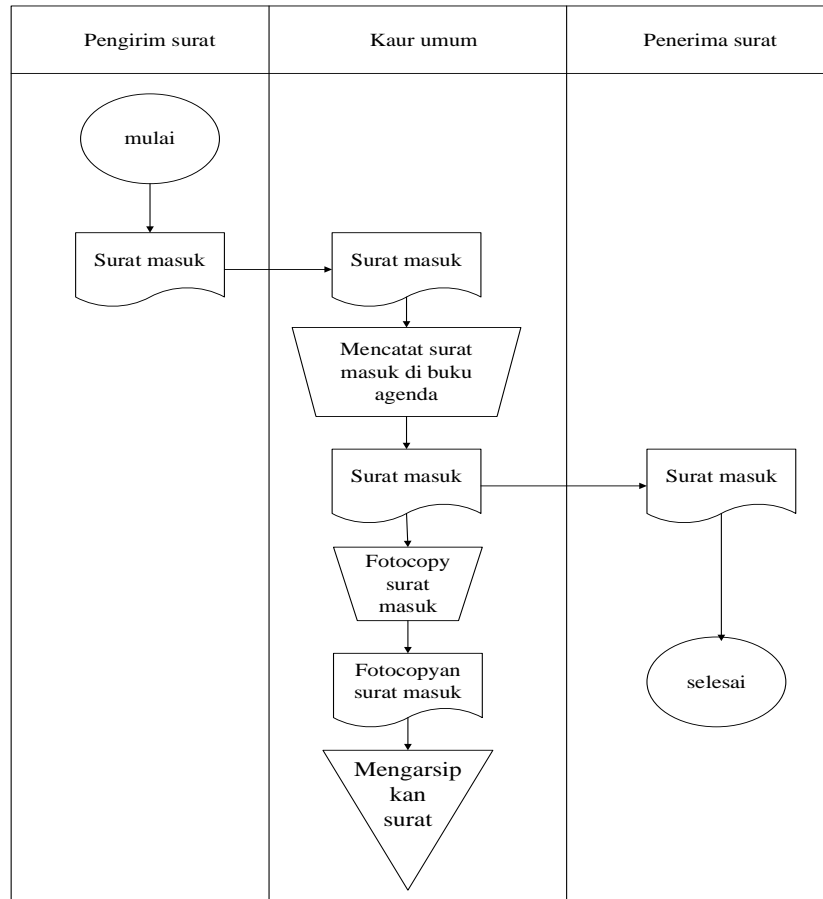 Pengirim surat
Kaur umum
Penerima surat
mulai
Surat masuk
Surat masuk
Mencatat surat
masuk di buku
agenda
Surat masuk
Surat masuk
Fotocopy
surat
masuk
Fotocopyan
surat masuk
selesai
Mengarsip
kan
surat